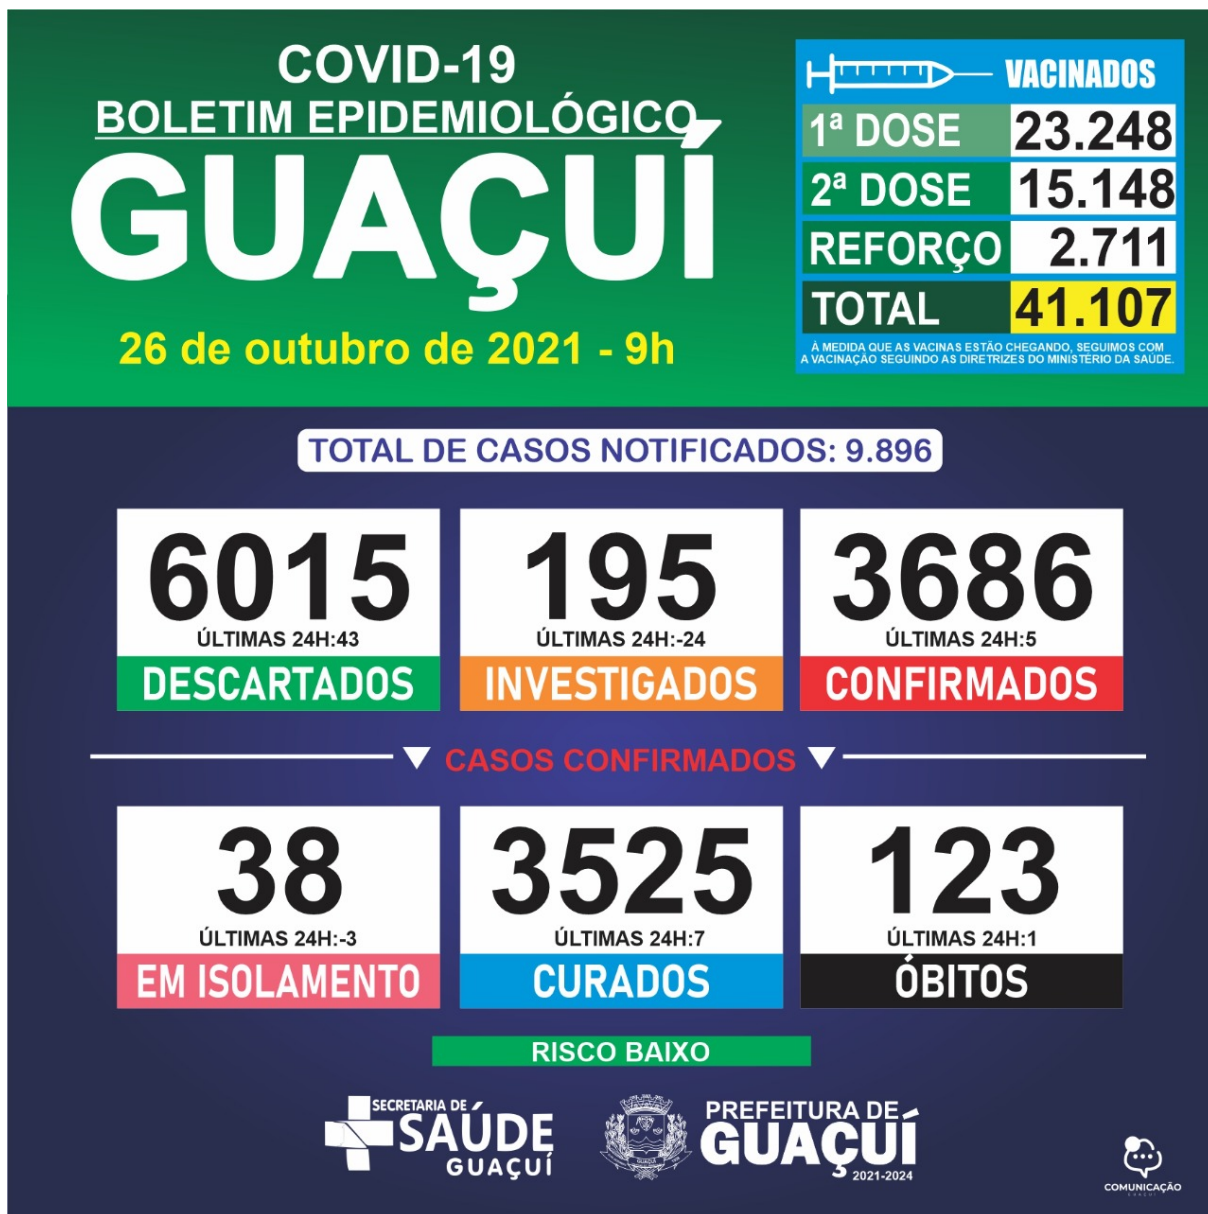 COVID-19
BOLETIM EPIDEMIOLÓGICO
GUAÇUÍ
26 de outubro de 2021 - 9h
VACINADOS
1ª DOSE 23.248
2ª DOSE 15.148
REFORÇO 2.711
TOTAL 41.107
À MEDIDA QUE AS VACINAS ESTÃO CHEGANDO, SEGUIMOS COM
A VACINAÇÃO SEGUINDO AS DIRETRIZES DO MINISTÉRIO DA SAÚDE.
TOTAL DE CASOS NOTIFICADOS: 9.896
6015
ÚLTIMAS 24H:43
DESCARTADOS
195
ÚLTIMAS 24H:-24
INVESTIGADOS
3686
ÚLTIMAS 24H:5
CONFIRMADOS
CASOS CONFIRMADOS
38
ÚLTIMAS 24H:-3
EM ISOLAMENTO
3525
ÚLTIMAS 24H:7
CURADOS
123
ÚLTIMAS 24H:1
ÓBITOS
RISCO BAIXO
SECRETARIA DE
SAÚDE
GUAÇUÍ
GUAÇUÍ
PREFEITURA DE
GUAÇUÍ
2021-2024
COMUNICAÇÃO
GUAÇUÍ